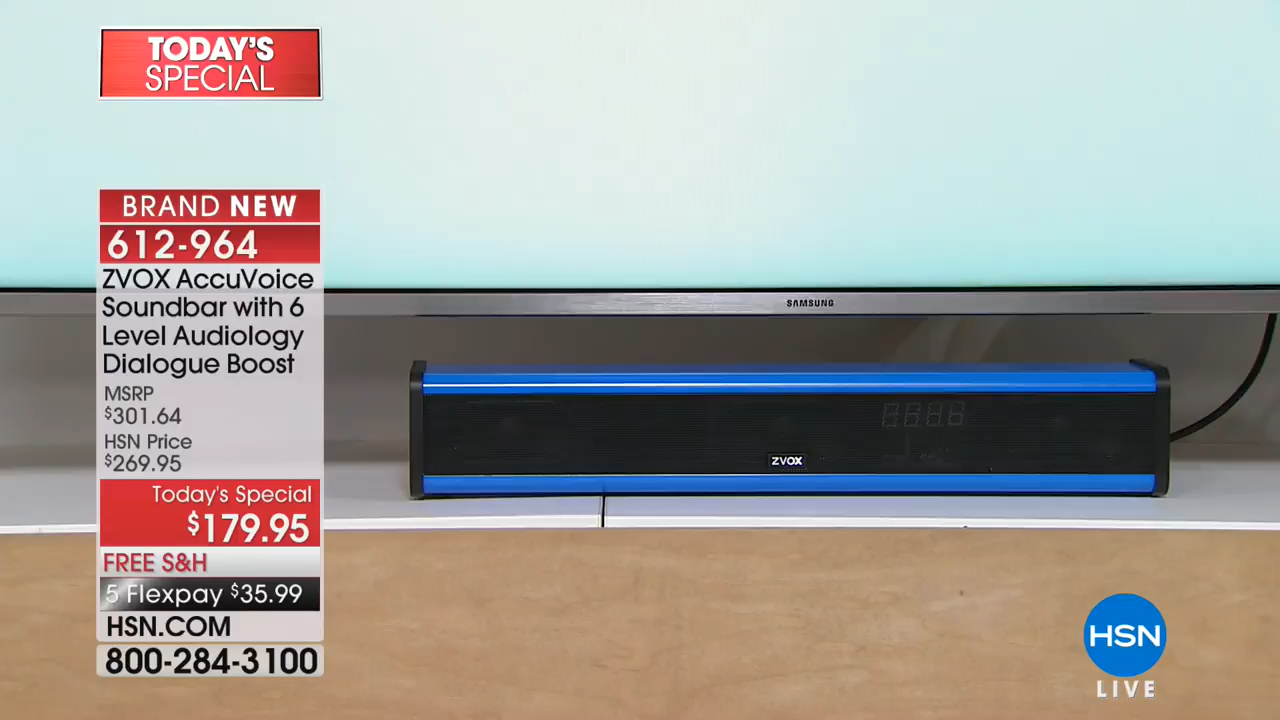 TODAY'S
SPECIAL
BRAND NEW
612-964
ZVOX AccuVoice
Soundbar with 6
Level Audiology
Dialogue Boost
MSRP
$301.64
HSN Price
$269.95
Today's Special
$179.95
FREE S&H
5 Flexpay $35.99
HSN.COM
800-284-3100
SAMSUNG
ZVOX
HSN
LIVE